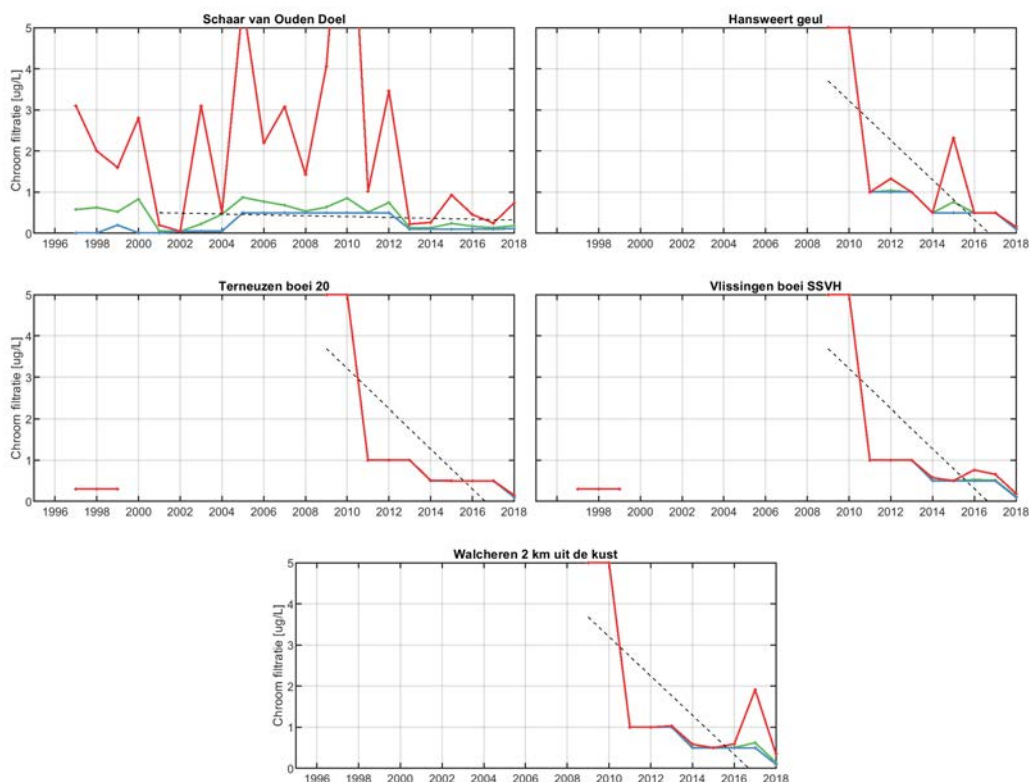 Schaar van Ouden Doel
Chroom filtratie [ug/L]
5
4
3
2
1
0
1996 1998 2000 2002 2004 2006 2008 2010 2012 2014 2016 2018
Hansweert geul
1996 1998 2000 2002 2004 2006 2008 2010 2012 2014 2016 2018
Terneuzen boei 20
Chroom filtratie [ug/L]
5
4
3
2
1
0
1996 1998 2000 2002 2004 2006 2008 2010 2012 2014 2016 2018
Vlissingen boei SSVH
1996 1998 2000 2002 2004 2006 2008 2010 2012 2014 2016 2018
Walcheren 2 km uit de kust
Chroom filtratie [ug/L]
5
4
3
2
1
0
1996 1998 2000 2002 2004 2006 2008 2010 2012 2014 2016 2018